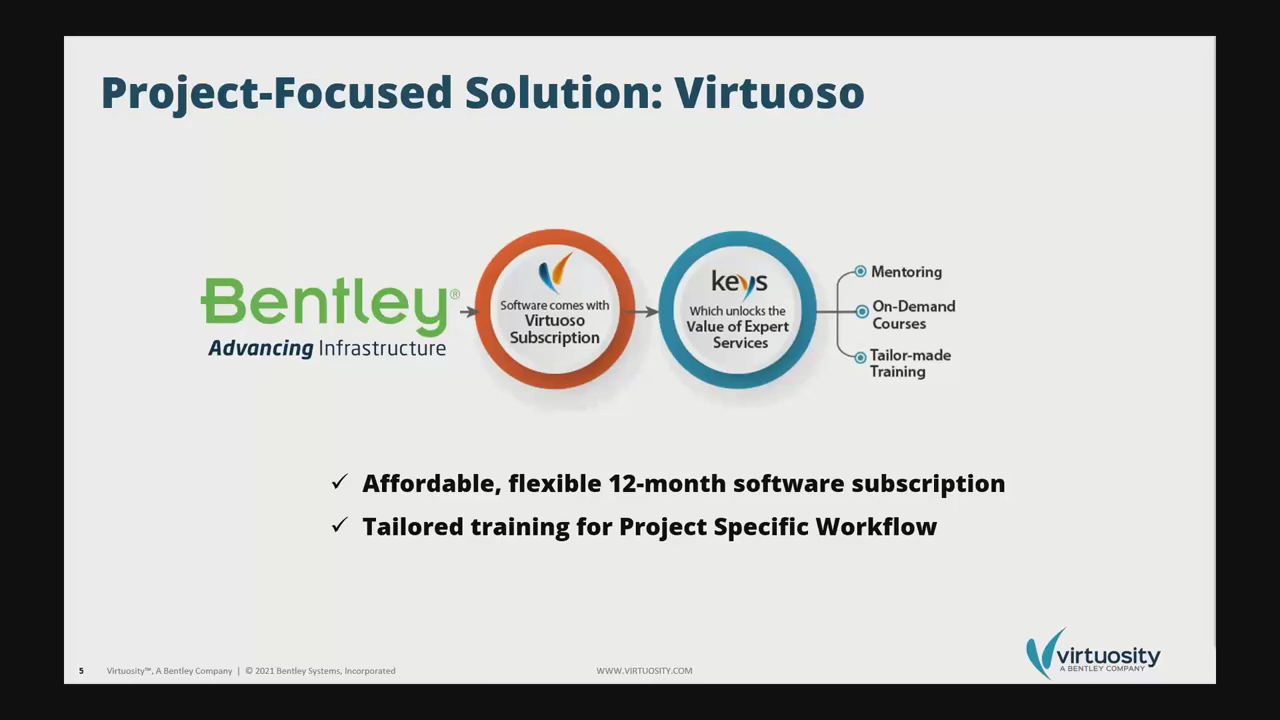 Project-Focused Solution: Virtuoso
Bentley®
Advancing Infrastructure
Software comes with
Virtuoso
Subscription
keys
Which unlocks the
Value of Expert
Services
Mentoring
On-Demand
Courses
Tailor-made
Training
✓ Affordable, flexible 12-month software subscription
✓ Tailored training for Project Specific Workflow
5 Virtuosity™, A Bentley Company | © 2021 Bentley Systems, Incorporated
WWW.VIRTUOSITY.COM
virtuosity
A BENTLEY COMPANY